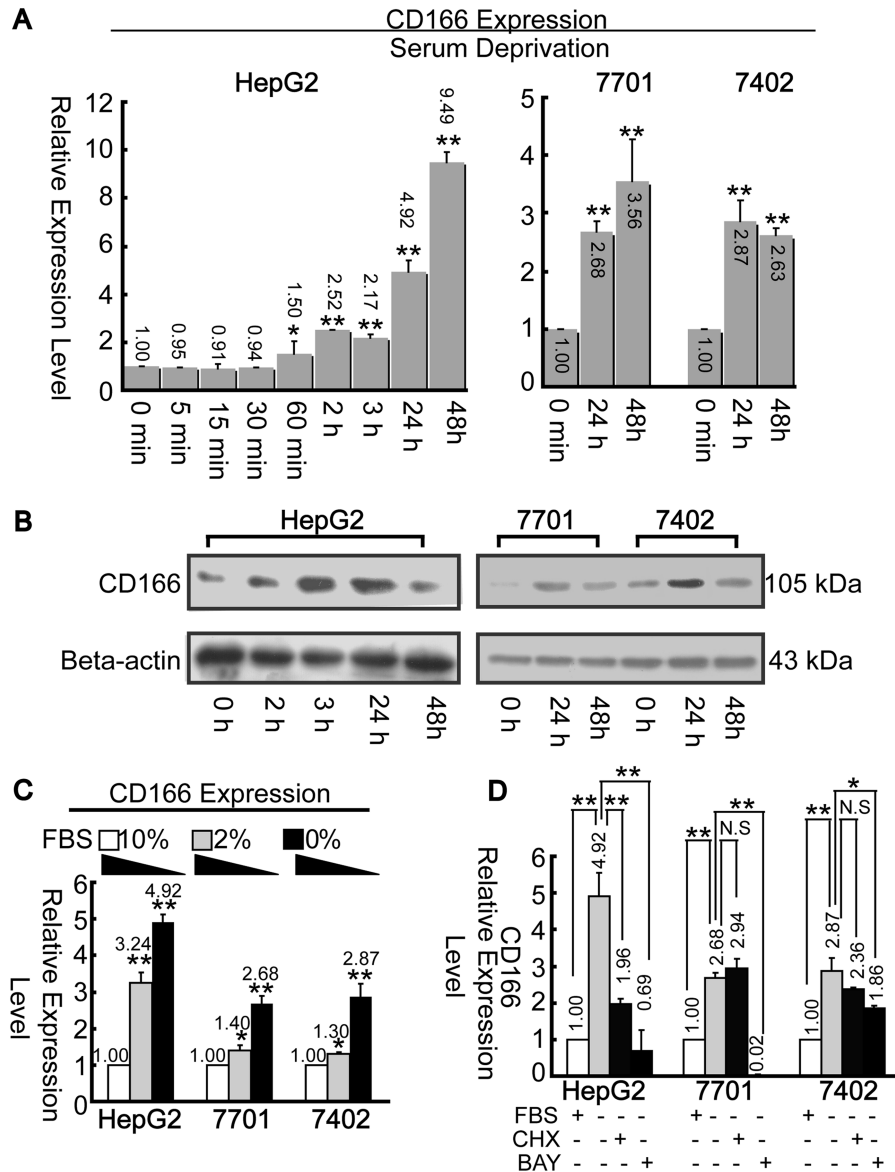 A
CD166 Expression
Serum Deprivation
HepG2
7701
7402
Relative Expression Level
12
10
8
6
4
2
0
1.00
0.95
0.91
0.94
1.50
*
2.52
**
2.17
**
4.92
**
9.49
**
0 min
5 min
15 min
30 min
60 min
2 h
3 h
24 h
48h
5
4
3
2
1
0
1.00
**
2.68
**
3.56
1.00
**
2.87
**
2.63
0 min
24 h
48h
0 min
24 h
48h
B
HepG2
7701
7402
CD166
105 kDa
Beta-actin
43 kDa
0 h
2 h
3 h
24 h
48h
0 h
24 h
48h
0 h
24 h
48h
C
CD166 Expression
FBS 10% 2% 0%
Relative Expression
Level
6
5
4
3
2
1
0
1.00
3.24
**
4.92
**
1.00
1.40
*
2.68
**
1.00
1.30
*
2.87
**
HepG2 7701 7402
D
CD166
Relative Expression
Level
6
5
4
3
2
1
0
**
** **
**
** N.S
*
** N.S
1.00
4.92
1.96
0.69
1.00
2.68
2.94
0.02
1.00
2.87
2.36
1.86
HepG2 7701 7402
FBS + - - - + - - - + - - -
CHX - - + - - - + - - - + -
BAY - - - + - - - + - - - +